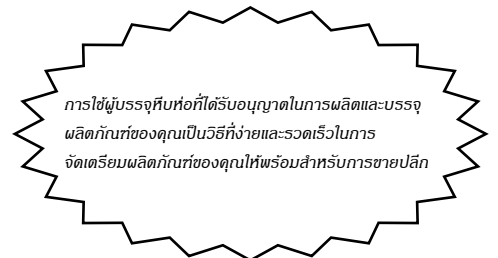 การใช้ผู้บรรจุหีบห่อที่ได้รับอนุญาตในการผลิตและบรรจุ
ผลิตภัณฑ์ของคุณเป็นวิธีที่ง่ายและรวดเร็วในการ
จัดเตรียมผลิตภัณฑ์ของคุณให้พร้อมสำหรับการขายปลีก